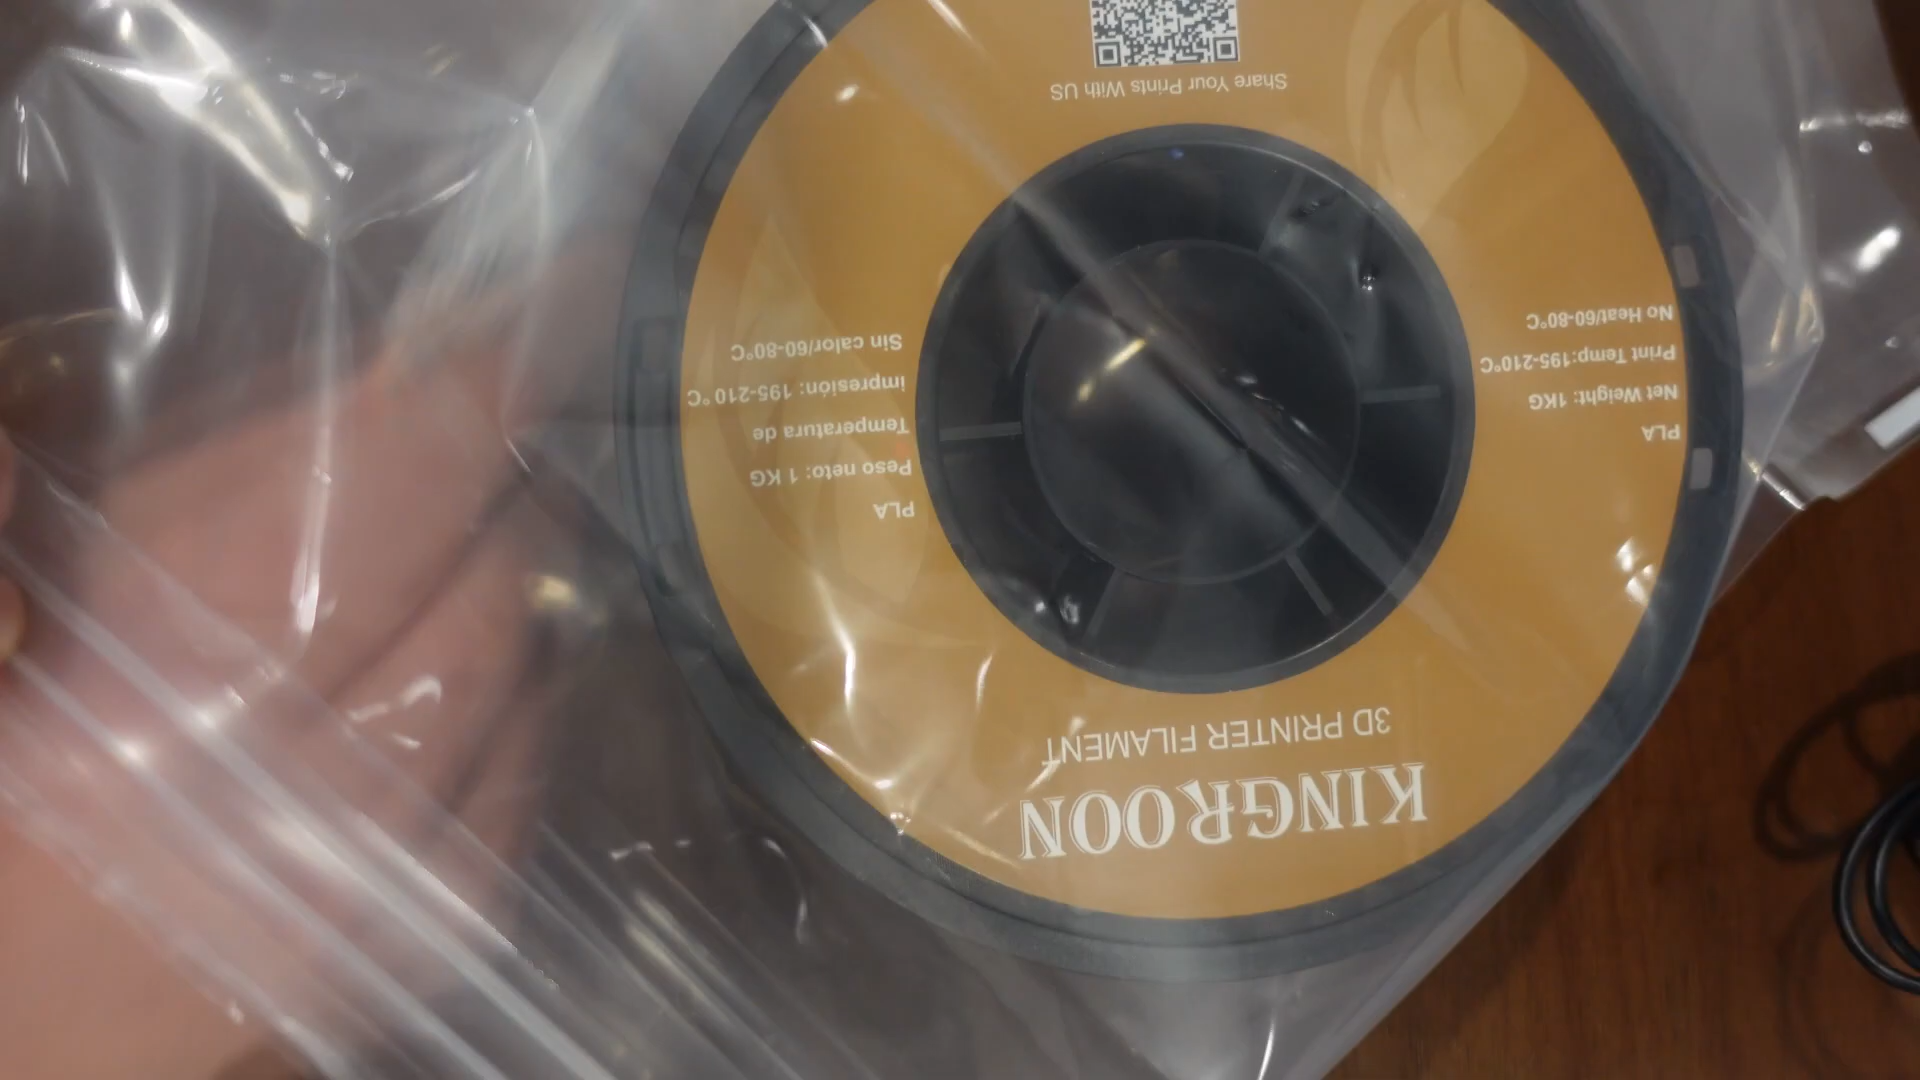 KINGROON
3D PRINTER FILAMENT
PLA
Net Weight: 1KG
Print Temp:195-210°C
No Heat/60-80°C
PLA
Peso neto: 1 KG
Temperatura de
impresión: 195-210 °C
Sin calor/60-80°C
Share Your Prints With US